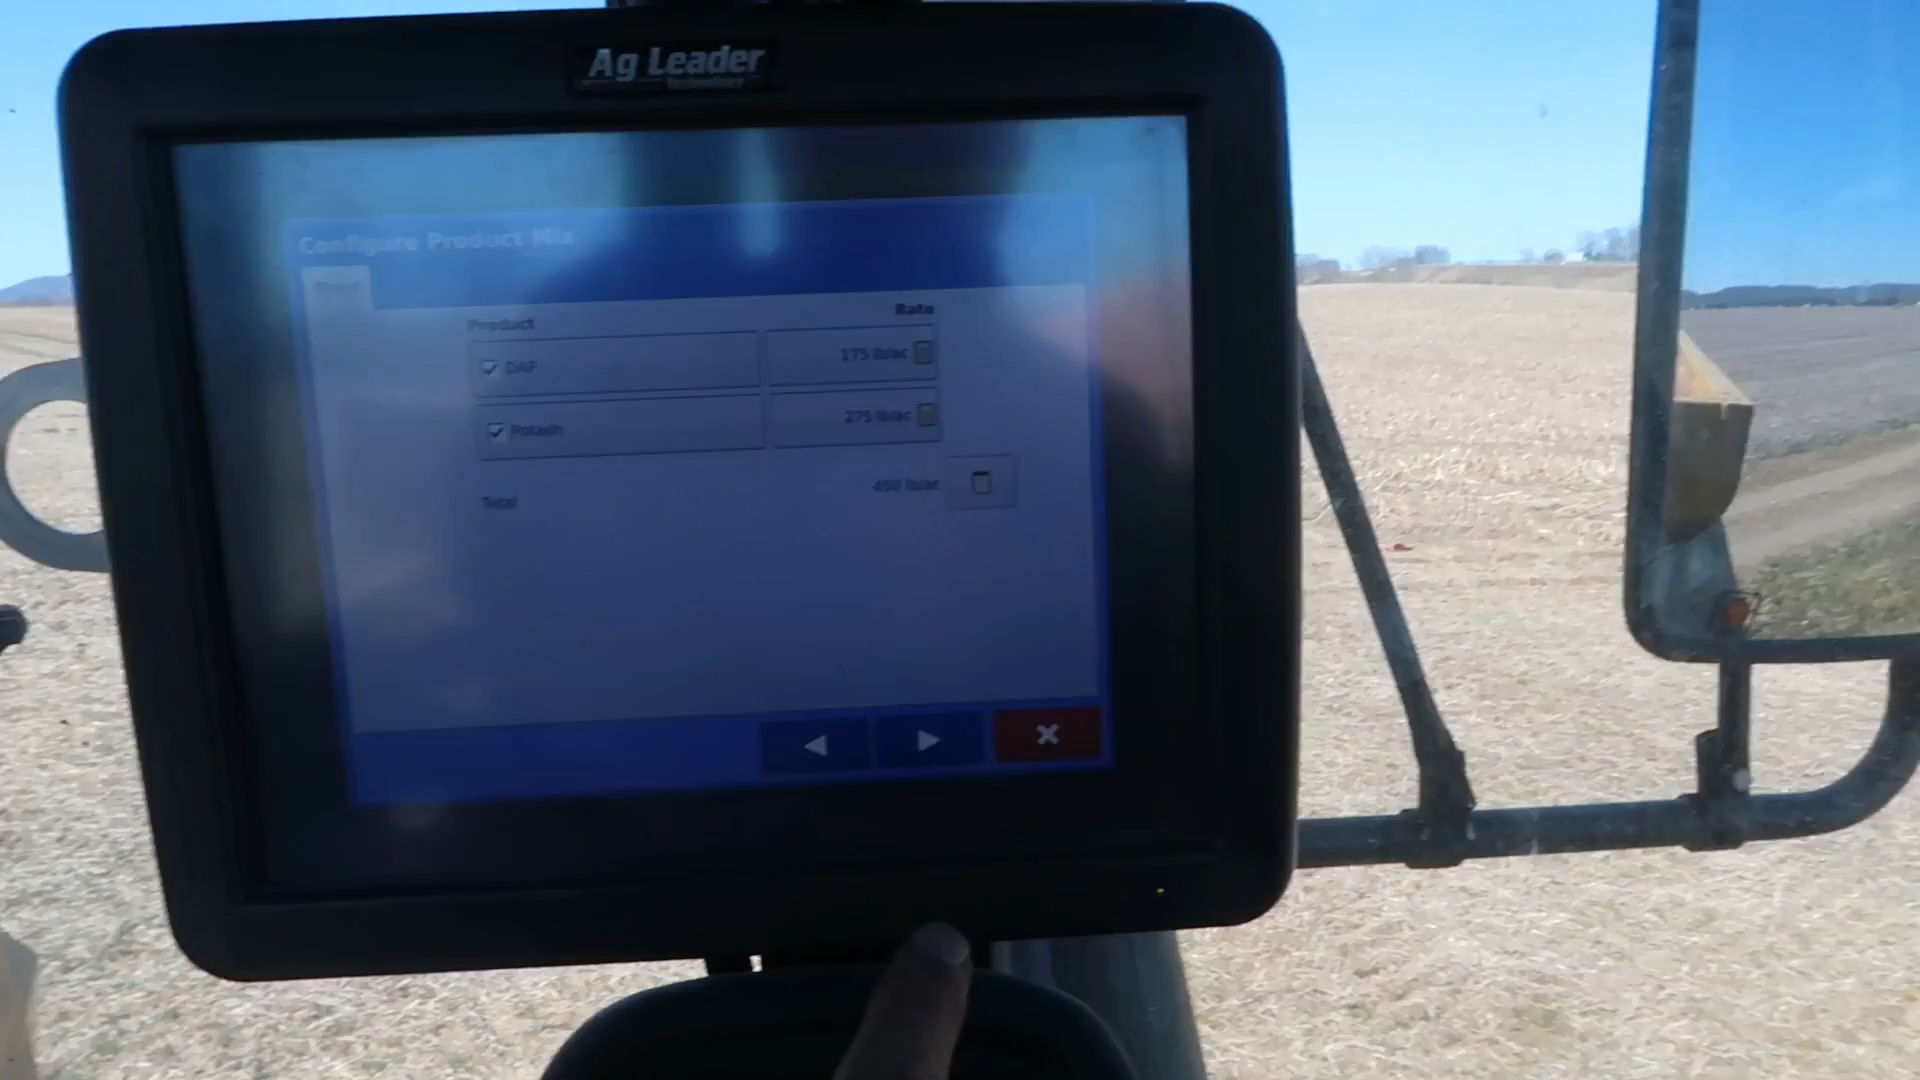 Ag Leader
Technology
Configure Product Mix
Product Rate
DAP 175 lb/ac
Potash 275 lb/ac
Total 450 lb/ac